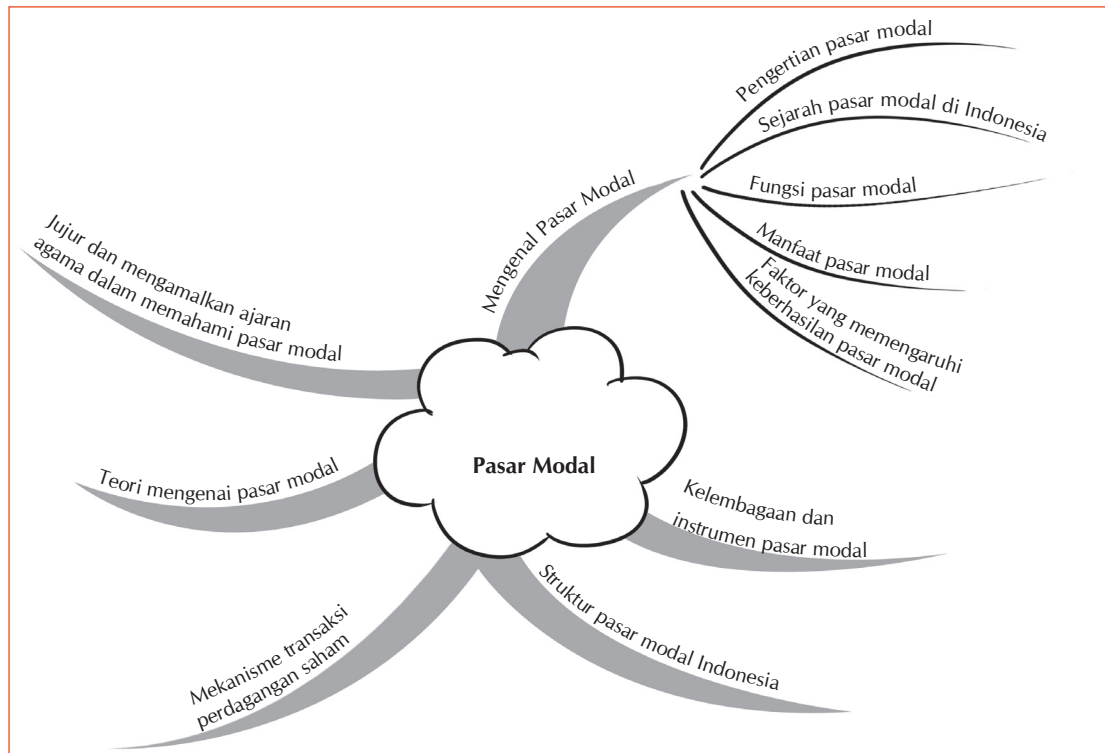 Pengertian pasar modal
Sejarah pasar modal di Indonesia
Fungsi pasar modal
Manfaat pasar modal
Faktor yang memengaruhi
keberhasilan pasar modal
Mengenal Pasar Modal
Jujur dan mengamalkan ajaran
agama dalam memahami pasar modal
Pasar Modal
Teori mengenai pasar modal
Kelembagaan dan
instrumen pasar modal
Struktur pasar modal Indonesia
Mekanisme transaksi
perdagangan saham